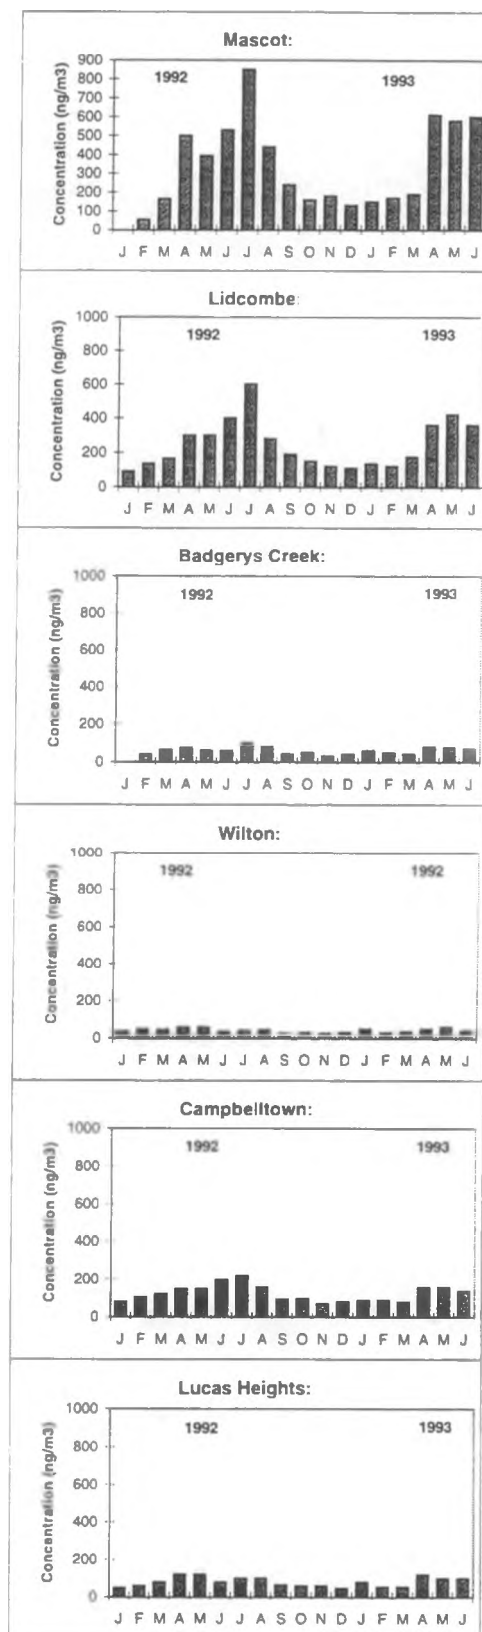 Mascot:
Concentration (ng/m3)
900
800
700
600
500
400
300
200
100
0
1992
1993
J F M A M J J A S O N D J F M A M J
Lidcombe:
Concentration (ng/m3)
1000
800
600
400
200
0
1992
1993
J F M A M J J A S O N D J F M A M J
Badgerys Creek:
Concentration (ng/m3)
1000
800
600
400
200
0
1992
1993
J F M A M J J A S O N D J F M A M J
Wilton:
Concentration (ng/m3)
1000
800
600
400
200
0
1992
1992
J F M A M J J A S O N D J F M A M J
Campbelltown:
Concentration (ng/m3)
1000
800
600
400
200
0
1992
1993
J F M A M J J A S O N D J F M A M J
Lucas Heights:
Concentration (ng/m3)
1000
800
600
400
200
0
1992
1993
J F M A M J J A S O N D J F M A M J